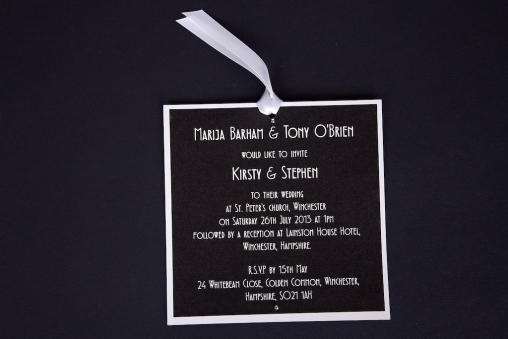 Marija Barham & Tony O'Brien
would like to invite
Kirsty & Stephen
to their wedding
at St. Peter's church, Winchester
on Saturday 26th July 2013 at 1pm
followed by a reception at Lainston House Hotel,
Winchester, Hampshire.
R.S.V.P by 15th May
24 Whitebeam Close, Colden Common, Winchester,
Hampshire, SO21 1AH